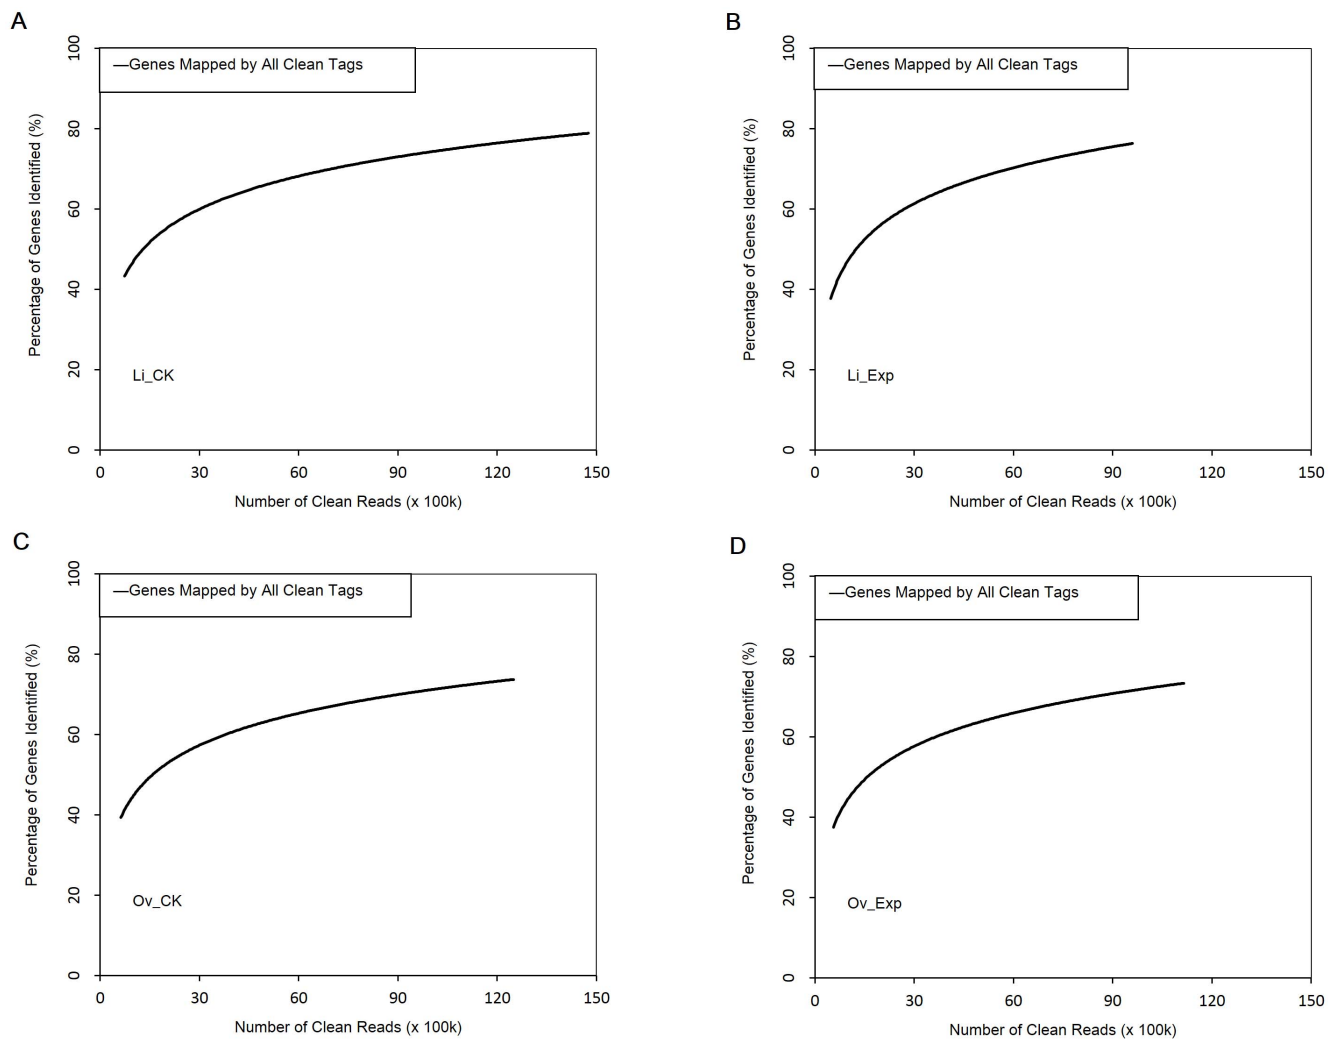 A
100
80
60
40
20
0
Percentage of Genes Identified (%)
—Genes Mapped by All Clean Tags
Li_CK
0 30 60 90 120 150
Number of Clean Reads (x 100k)
B
100
80
60
40
20
0
Percentage of Genes Identified (%)
—Genes Mapped by All Clean Tags
Li_Exp
0 30 60 90 120 150
Number of Clean Reads (x 100k)
C
100
80
60
40
20
0
Percentage of Genes Identified (%)
—Genes Mapped by All Clean Tags
Ov_CK
0 30 60 90 120 150
Number of Clean Reads (x 100k)
D
100
80
60
40
20
0
Percentage of Genes Identified (%)
—Genes Mapped by All Clean Tags
Ov_Exp
0 30 60 90 120 150
Number of Clean Reads (x 100k)